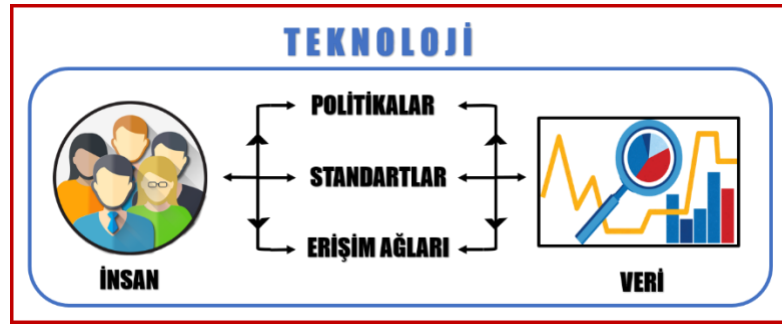 TEKNOLOJİ
POLİTİKALAR
STANDARTLAR
ERİŞİM AĞLARI
İNSAN
VERİ